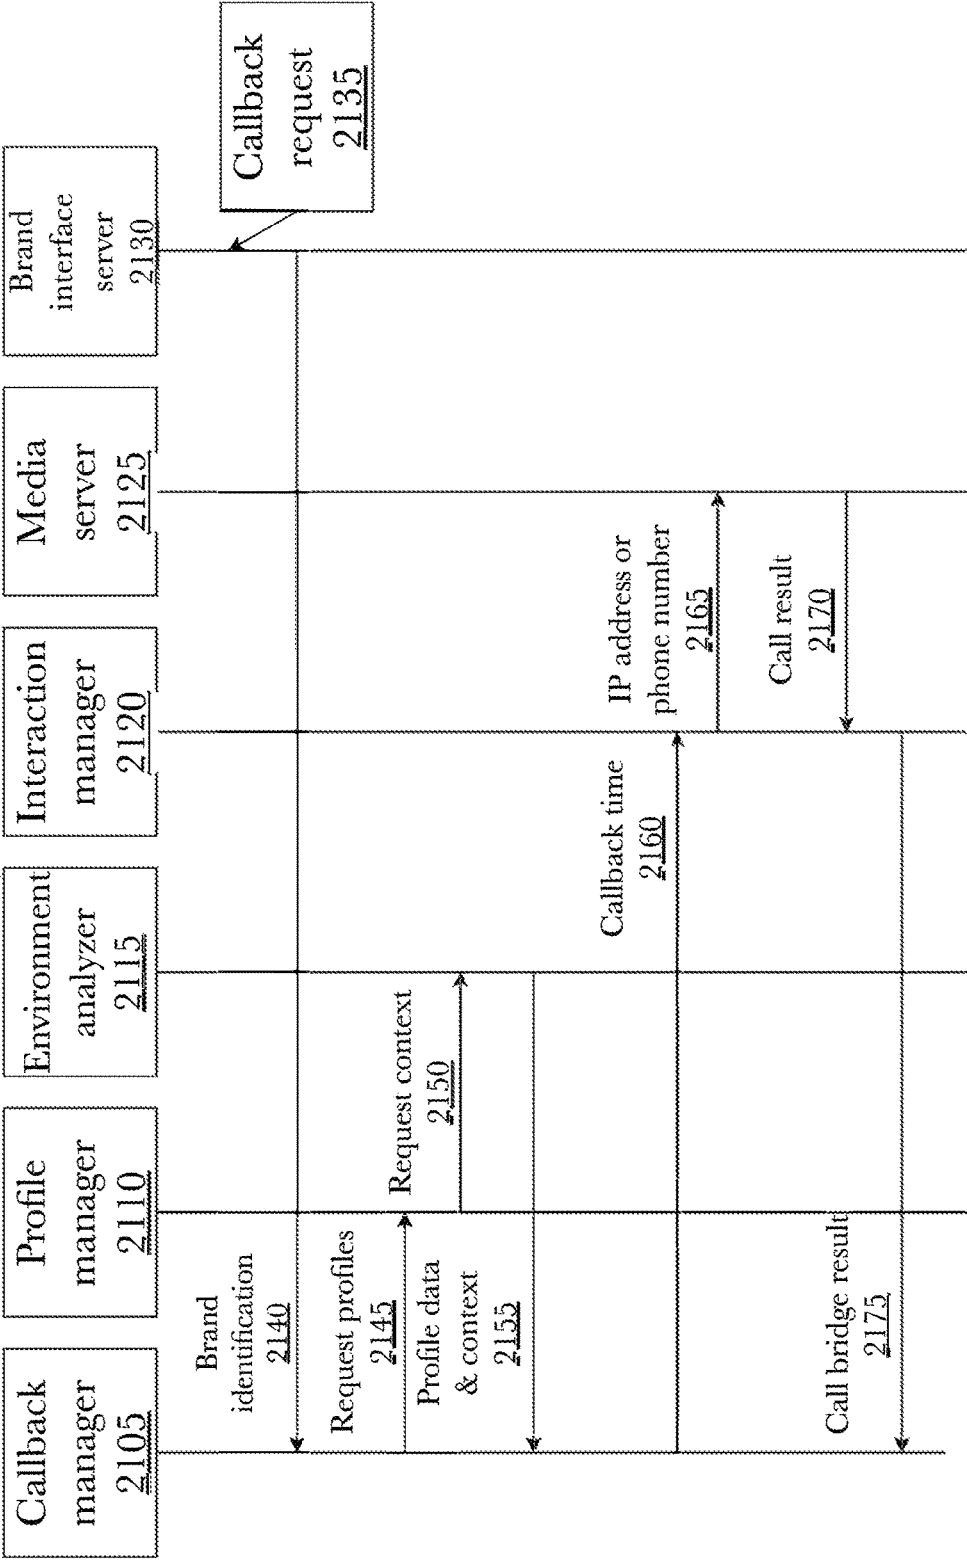 Callback
manager
2105
Profile
manager
2110
Environment
analyzer
2115
Interaction
manager
2120
Media
server
2125
Brand
interface
server
2130
Callback
request
2135
Brand
identification
2140
Request profiles
2145
Request context
2150
Profile data
& context
2155
Callback time
2160
IP address or
phone number
2165
Call result
2170
Call bridge result
2175